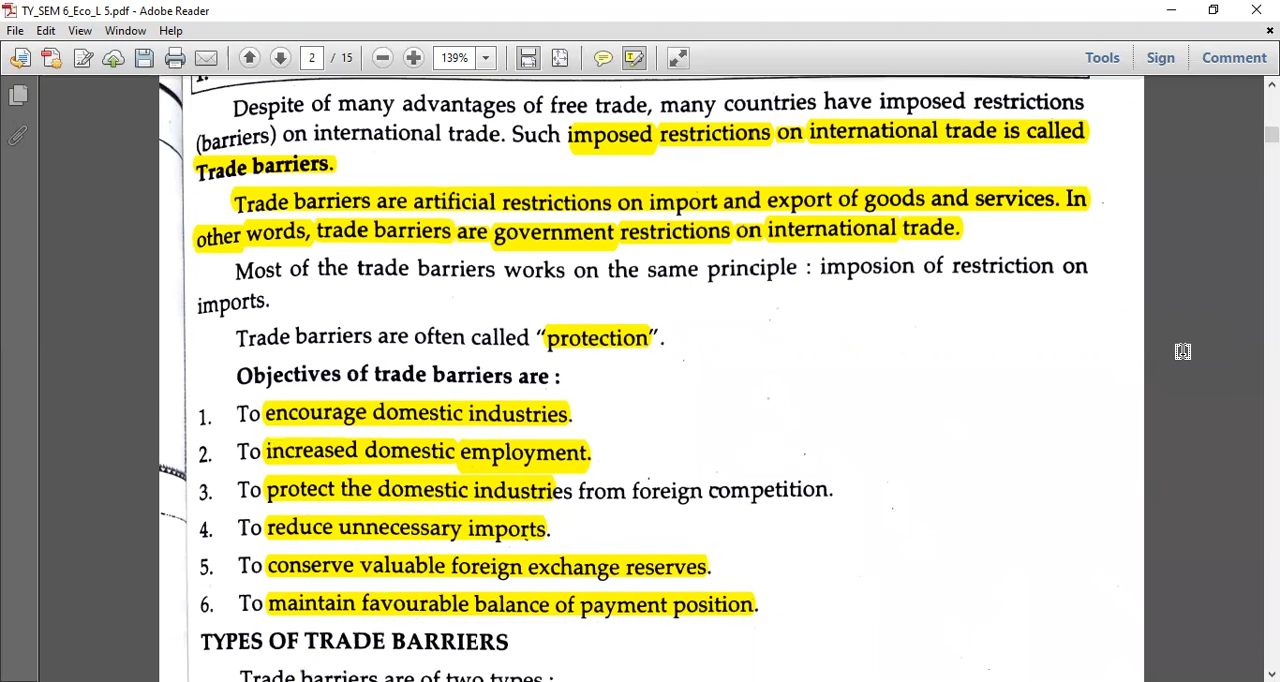 TY_SEM 6_Eco_L 5.pdf - Adobe Reader
File Edit View Window Help
2 / 15 139% Tools Sign Comment
Despite of many advantages of free trade, many countries have imposed restrictions
(barriers) on international trade. Such imposed restrictions on international trade is called
Trade barriers.
Trade barriers are artificial restrictions on import and export of goods and services. In
other words, trade barriers are government restrictions on international trade.
Most of the trade barriers works on the same principle : imposion of restriction on
imports.
Trade barriers are often called “protection”.
Objectives of trade barriers are :
1. To encourage domestic industries.
2. To increased domestic employment.
3. To protect the domestic industries from foreign competition.
4. To reduce unnecessary imports.
5. To conserve valuable foreign exchange reserves.
6. To maintain favourable balance of payment position.
TYPES OF TRADE BARRIERS
Trade barriers are of two types :